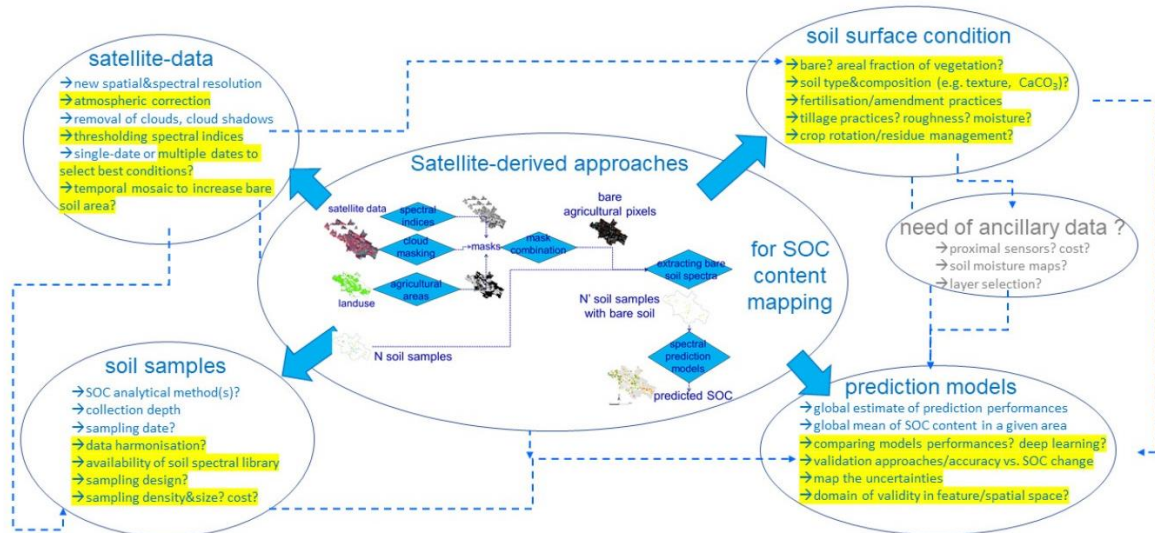 satellite-data
→new spatial&spectral resolution
→atmospheric correction
→removal of clouds, cloud shadows
→thresholding spectral indices
→single-date or multiple dates to
select best conditions?
→temporal mosaic to increase bare
soil area?
soil surface condition
→bare? areal fraction of vegetation?
→soil type&composition (e.g. texture, CaCO₃)?
→fertilisation/amendment practices
→tillage practices? roughness? moisture?
→crop rotation/residue management?
Satellite-derived approaches
for SOC
content
mapping
satellite data
spectral
indices
cloud
masking
masks
mask
combination
bare
agricultural pixels
landuse
agricultural
areas
extracting bare
soil spectra
N' soil samples
with bare soil
N soil samples
spectral
prediction
models
predicted SOC
need of ancillary data ?
→proximal sensors? cost?
→soil moisture maps?
→layer selection?
soil samples
→SOC analytical method(s)?
→collection depth
→sampling date?
→data harmonisation?
→availability of soil spectral library
→sampling design?
→sampling density&size? cost?
prediction models
→global estimate of prediction performances
→global mean of SOC content in a given area
→comparing models performances? deep learning?
→validation approaches/accuracy vs. SOC change
→map the uncertainties
→domain of validity in feature/spatial space?